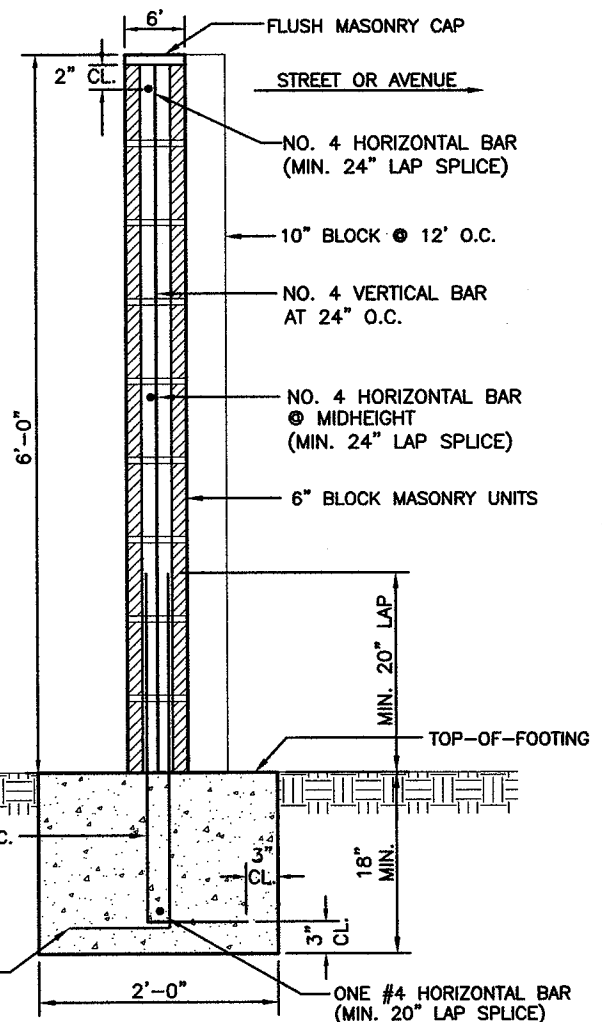 6'
FLUSH MASONRY CAP
2" CL.
STREET OR AVENUE
NO. 4 HORIZONTAL BAR
(MIN. 24" LAP SPLICE)
10" BLOCK @ 12' O.C.
NO. 4 VERTICAL BAR
AT 24" O.C.
NO. 4 HORIZONTAL BAR
@ MIDHEIGHT
(MIN. 24" LAP SPLICE)
6'-0"
6" BLOCK MASONRY UNITS
MIN. 20" LAP
TOP-OF-FOOTING
C.
3"
CL.
18"
MIN.
3"
CL.
2'-0"
ONE #4 HORIZONTAL BAR
(MIN. 20" LAP SPLICE)